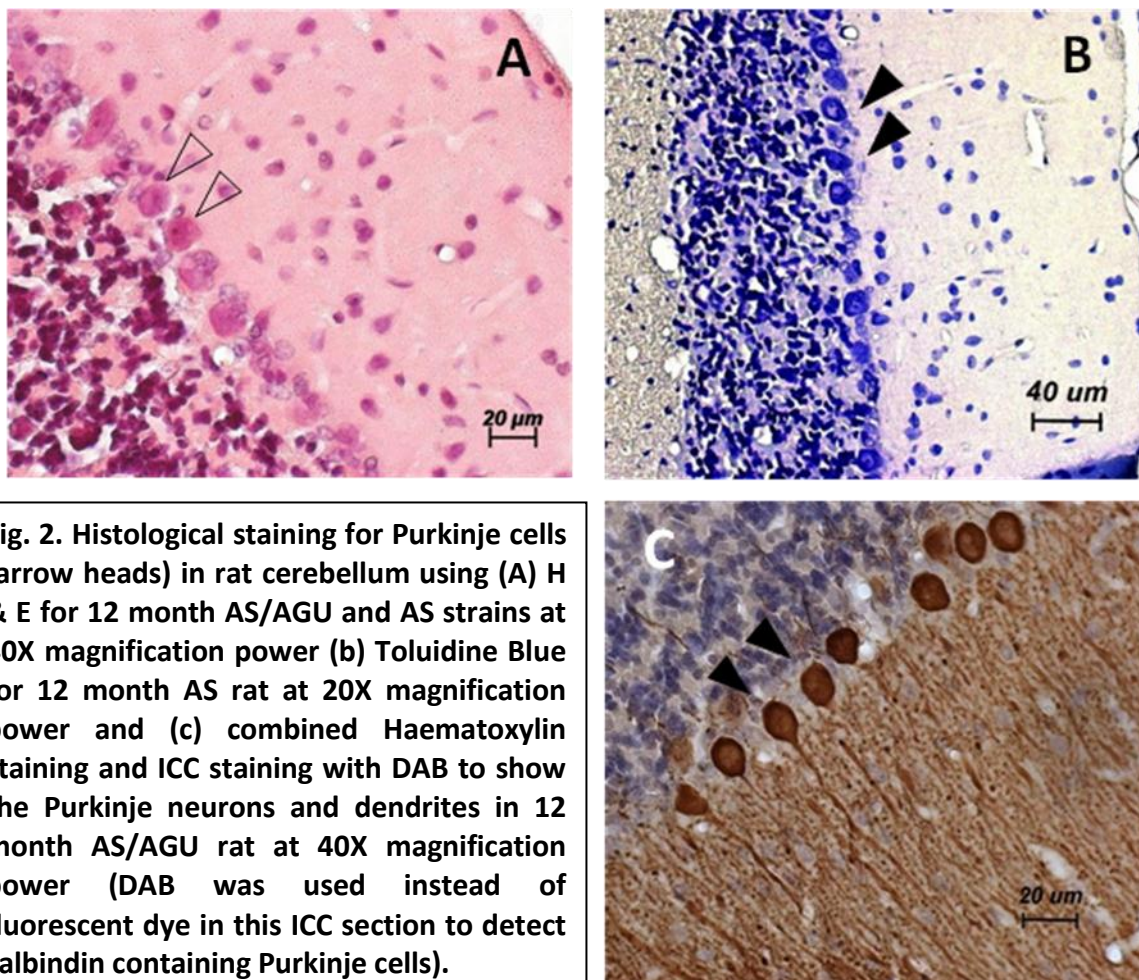 A
20 µm
B
40 um
ig. 2. Histological staining for Purkinje cells
arrow heads) in rat cerebellum using (A) H
& E for 12 month AS/AGU and AS strains at
0X magnification power (b) Toluidine Blue
or 12 month AS rat at 20X magnification
ower and (c) combined Haematoxylin
taining and ICC staining with DAB to show
he Purkinje neurons and dendrites in 12
onth AS/AGU rat at 40X magnification
ower (DAB was used instead of
luorescent dye in this ICC section to detect
albindin containing Purkinje cells).
C
20 um